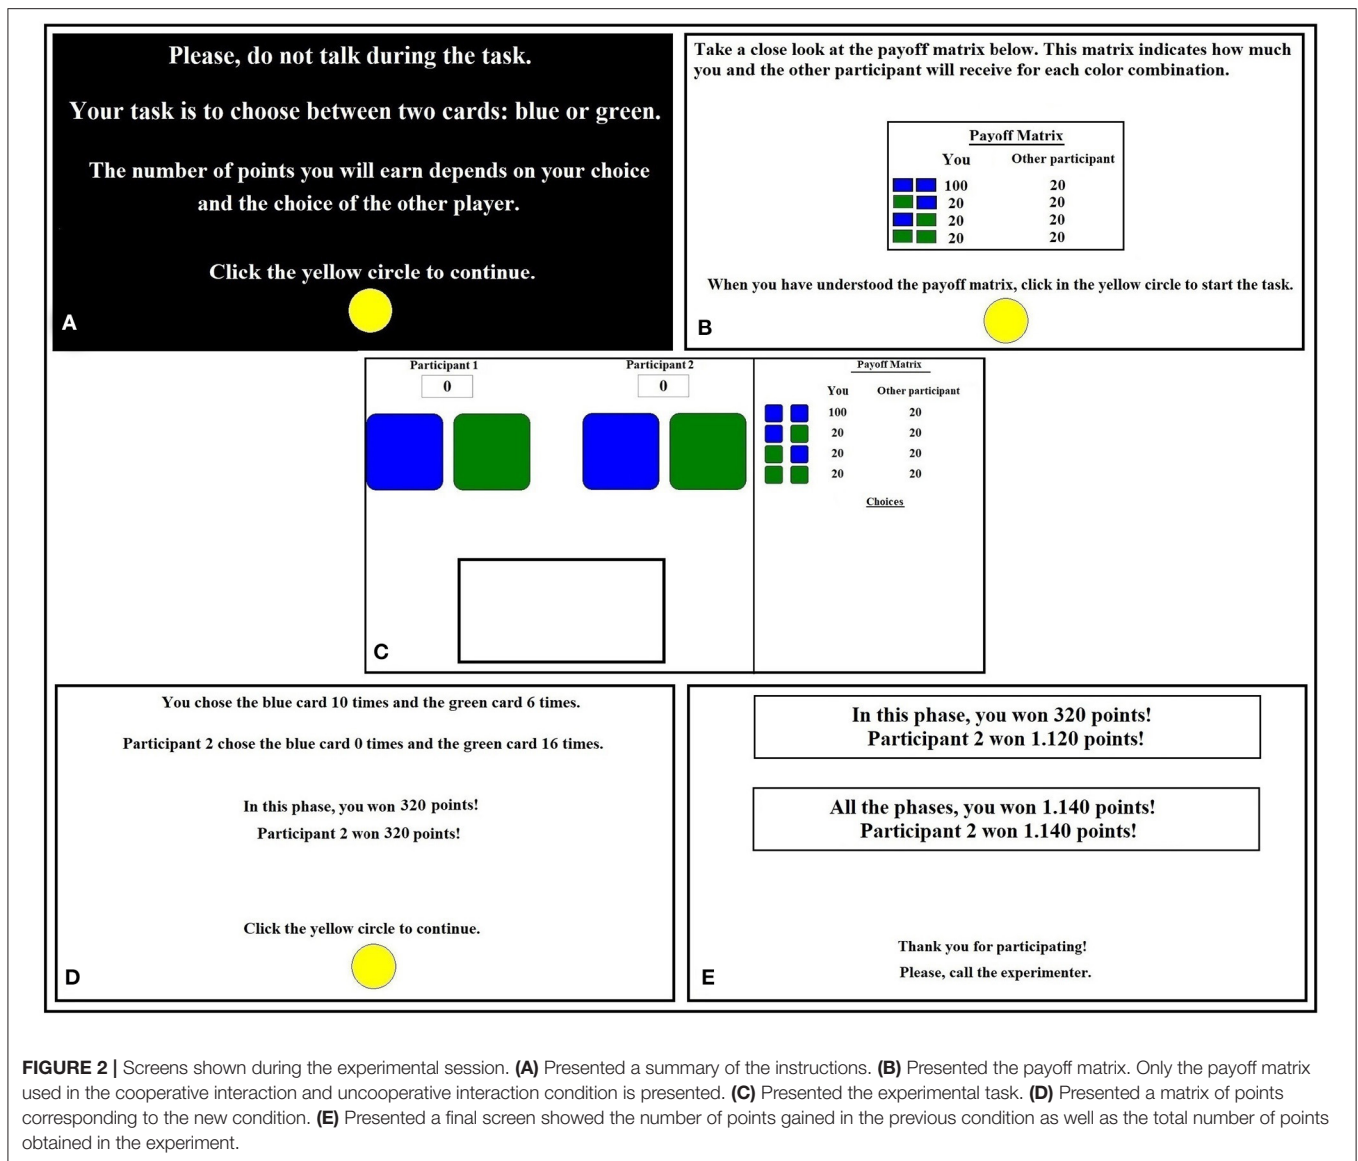 Please, do not talk during the task.
Your task is to choose between two cards: blue or green.
The number of points you will earn depends on your choice
and the choice of the other player.
Click the yellow circle to continue.
A
Take a close look at the payoff matrix below. This matrix indicates how much
you and the other participant will receive for each color combination.
Payoff Matrix
You Other participant
100 20
20 20
20 20
20 20
When you have understood the payoff matrix, click in the yellow circle to start the task.
B
Participant 1 Participant 2
0 0
Payoff Matrix
You Other participant
100 20
20 20
20 20
20 20
Choices
C
You chose the blue card 10 times and the green card 6 times.
Participant 2 chose the blue card 0 times and the green card 16 times.
In this phase, you won 320 points!
Participant 2 won 320 points!
Click the yellow circle to continue.
D
In this phase, you won 320 points!
Participant 2 won 1.120 points!
All the phases, you won 1.140 points!
Participant 2 won 1.140 points!
Thank you for participating!
Please, call the experimenter.
E
FIGURE 2 | Screens shown during the experimental session. (A) Presented a summary of the instructions. (B) Presented the payoff matrix. Only the payoff matrix
used in the cooperative interaction and uncooperative interaction condition is presented. (C) Presented the experimental task. (D) Presented a matrix of points
corresponding to the new condition. (E) Presented a final screen showed the number of points gained in the previous condition as well as the total number of points
obtained in the experiment.